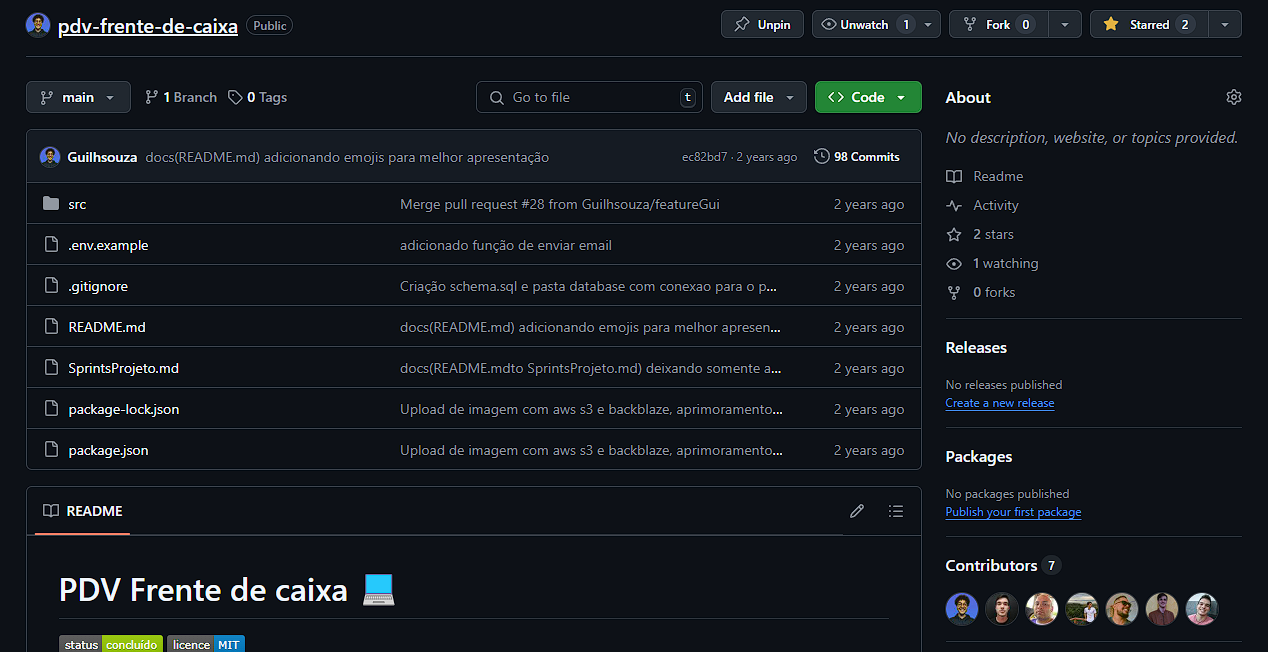 pdv-frente-de-caixa Public Unpin Unwatch 1 Fork 0 Starred 2
main 1 Branch 0 Tags Go to file t Add file Code
Guilhsouza docs(README.md) adicionando emojis para melhor apresentação ec82bd7 · 2 years ago 98 Commits
src Merge pull request #28 from Guilhsouza/featureGui 2 years ago
.env.example adicionado função de enviar email 2 years ago
.gitignore Criação schema.sql e pasta database com conexao para o p... 2 years ago
README.md docs(README.md) adicionando emojis para melhor apresen... 2 years ago
SprintsProjeto.md docs(README.mdto SprintsProjeto.md) deixando somente a... 2 years ago
package-lock.json Upload de imagem com aws s3 e backblaze, aprimoramento... 2 years ago
package.json Upload de imagem com aws s3 e backblaze, aprimoramento... 2 years ago
README
PDV Frente de caixa
status concluído licence MIT
About
No description, website, or topics provided.
Readme
Activity
2 stars
1 watching
0 forks
Releases
No releases published
Create a new release
Packages
No packages published
Publish your first package
Contributors 7